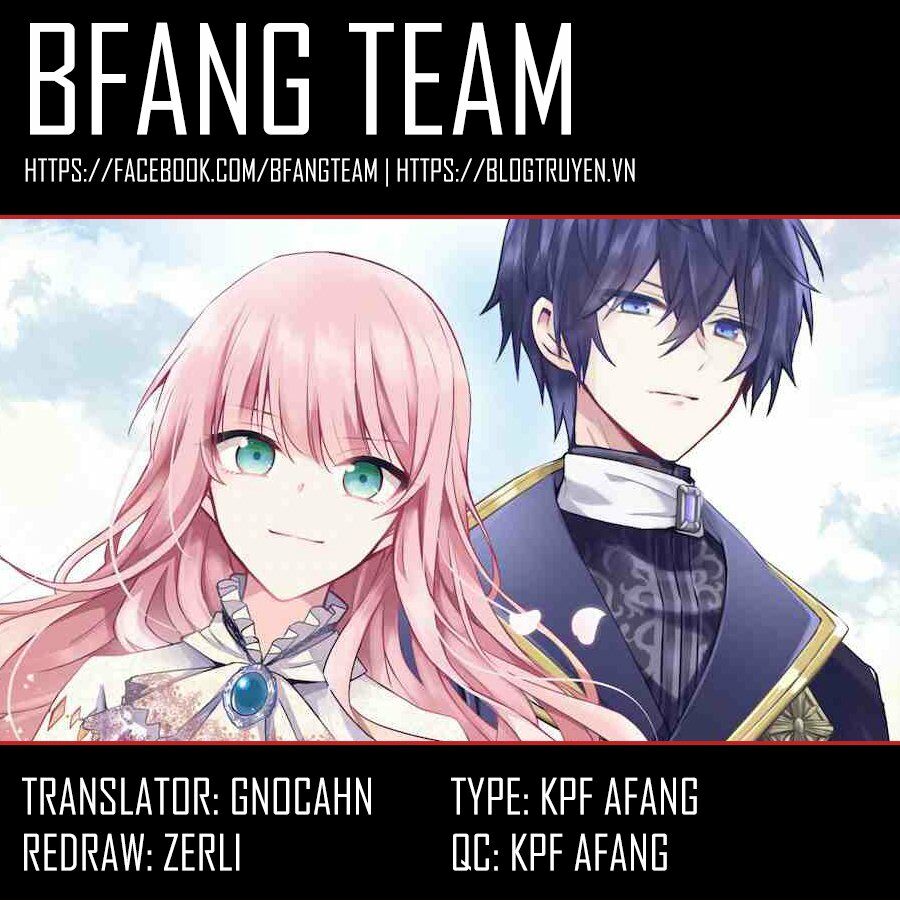 BFANG TEAM
HTTPS://FACEBOOK.COM/BFANGTEAM | HTTPS://BLOGTRUYEN.VN
TRANSLATOR: GNOCAHN
TYPE: KPF AFANG
REDRAW: ZERLI
QC: KPF AFANG